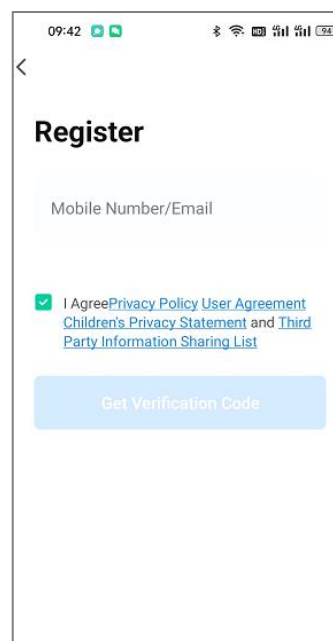 09:42
Register
Mobile Number/Email
I AgreePrivacy Policy User Agreement
Children's Privacy Statement and Third
Party Information Sharing List
Get Verification Code